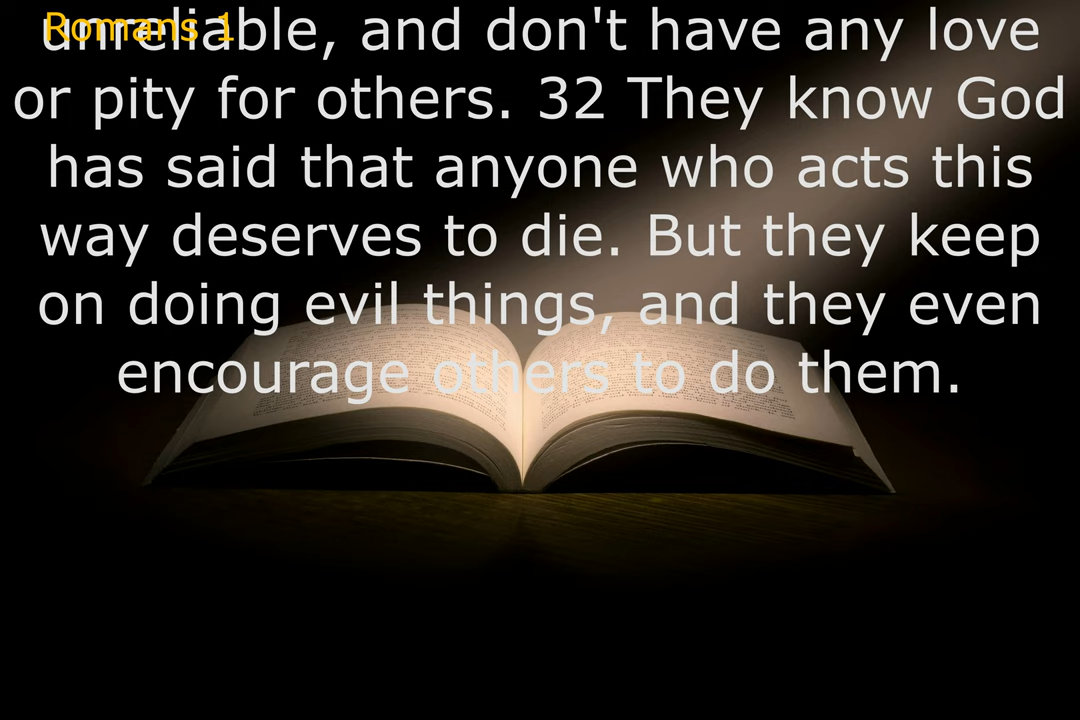 Romans 1
unreliable, and don't have any love
or pity for others. 32 They know God
has said that anyone who acts this
way deserves to die. But they keep
on doing evil things, and they even
encourage others to do them.